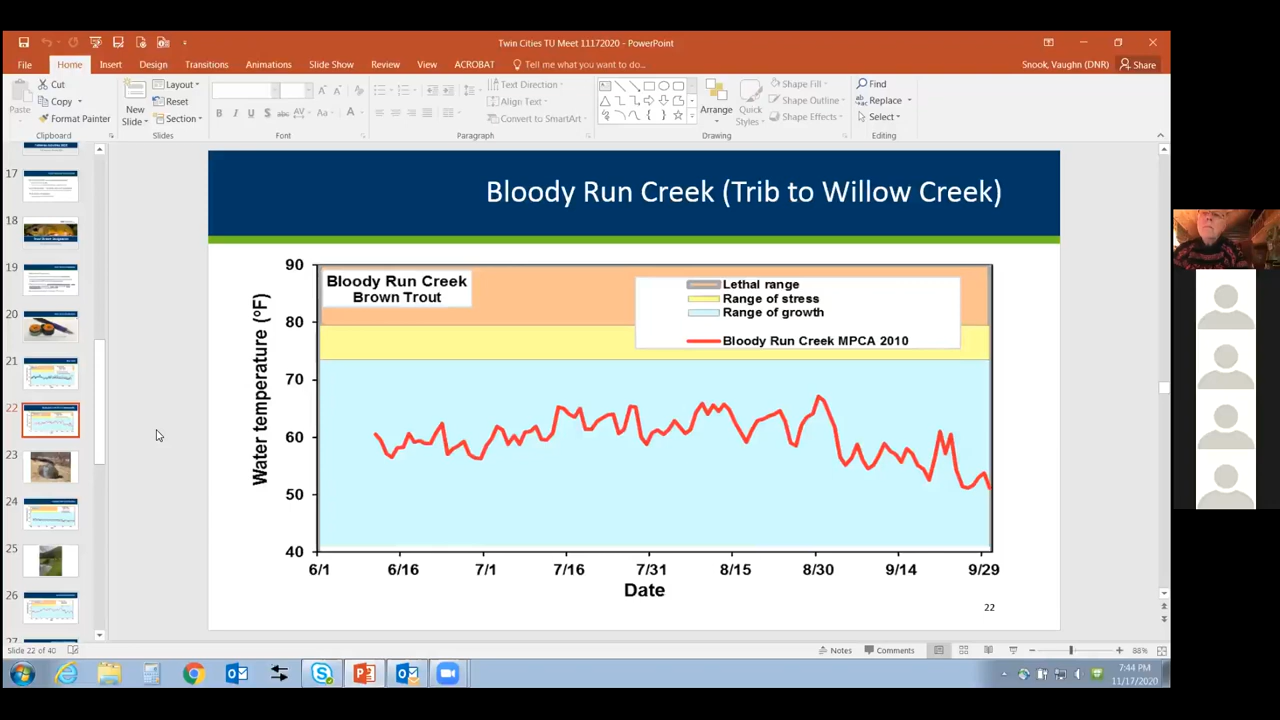 Twin Cities TU Meet 11172020 - PowerPoint
File Home Insert Design Transitions Animations Slide Show Review View ACROBAT Tell me what you want to do... Snook, Vaughn (DNR) Share
Paste
Cut
Copy
Format Painter
Clipboard
New
Slide
Layout
Reset
Section
Slides
Font
Text Direction
Align Text
Convert to SmartArt
Paragraph
Arrange
Quick
Styles
Shape Fill
Shape Outline
Shape Effects
Drawing
Find
Replace
Select
Editing
17
18
19
20
21
22
23
24
25
26
Bloody Run Creek (Trib to Willow Creek)
Bloody Run Creek
Brown Trout
Lethal range
Range of stress
Range of growth
Bloody Run Creek MPCA 2010
Water temperature (ºF)
90
80
70
60
50
40
6/1 6/16 7/1 7/16 7/31 8/15 8/30 9/14 9/29
Date
22
Slide 22 of 40
Notes Comments 88%
7:44 PM
11/17/2020